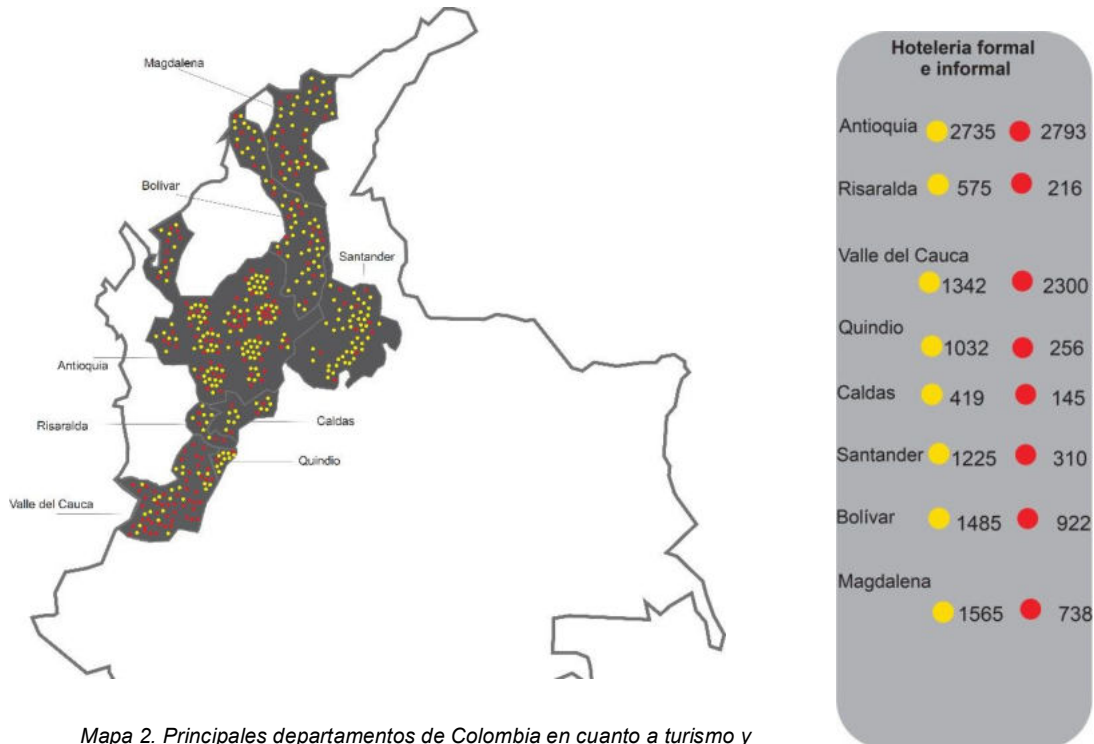 Magdalena
Bolívar
Santander
Antioquia
Risaralda
Caldas
Quindio
Valle del Cauca
Mapa 2. Principales departamentos de Colombia en cuanto a turismo y
Hoteleria formal
e informal
Antioquia 2735 2793
Risaralda 575 216
Valle del Cauca
1342 2300
Quindio
1032 256
Caldas 419 145
Santander 1225 310
Bolívar 1485 922
Magdalena
1565 738